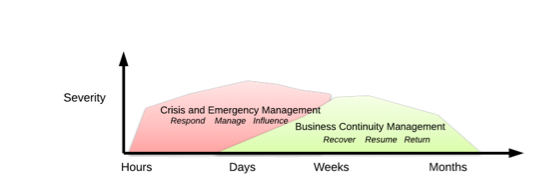 Severity
Crisis and Emergency Management
Respond Manage Influence
Business Continuity Management
Recover Resume Return
Hours Days Weeks Months